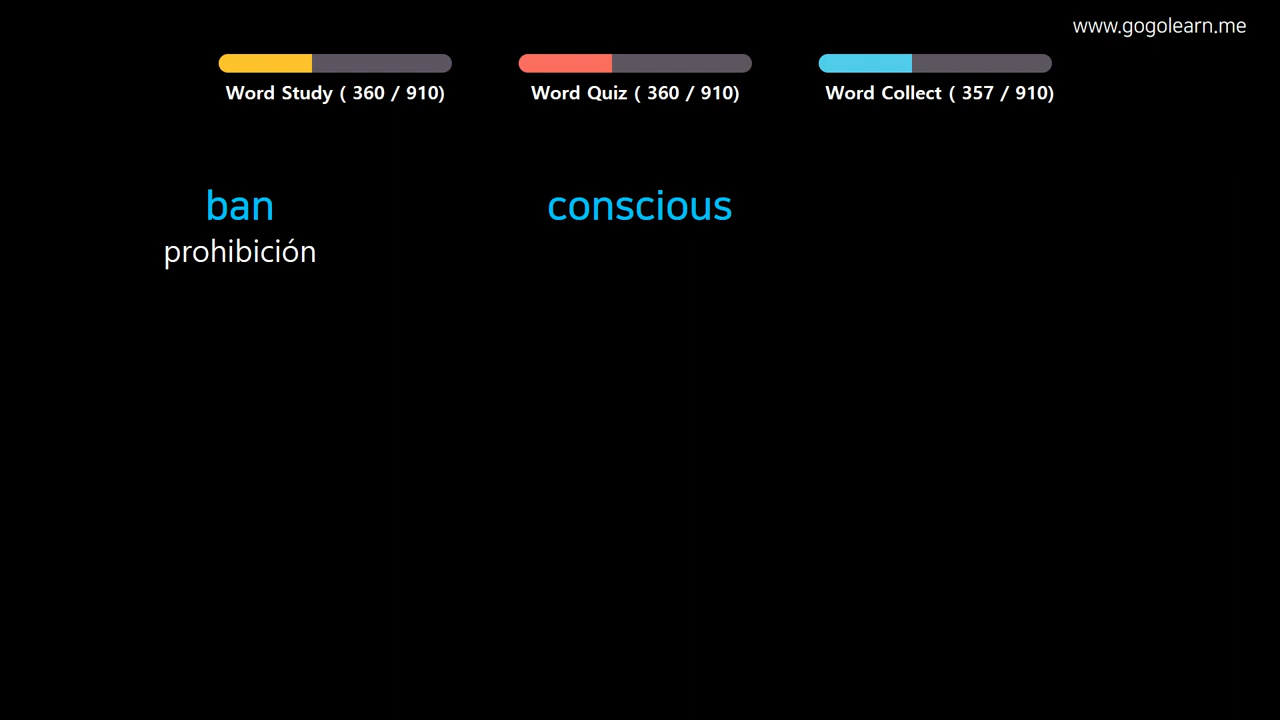 www.gogolearn.me
Word Study ( 360 / 910)
Word Quiz ( 360 / 910)
Word Collect ( 357 / 910)
ban
prohibición
conscious